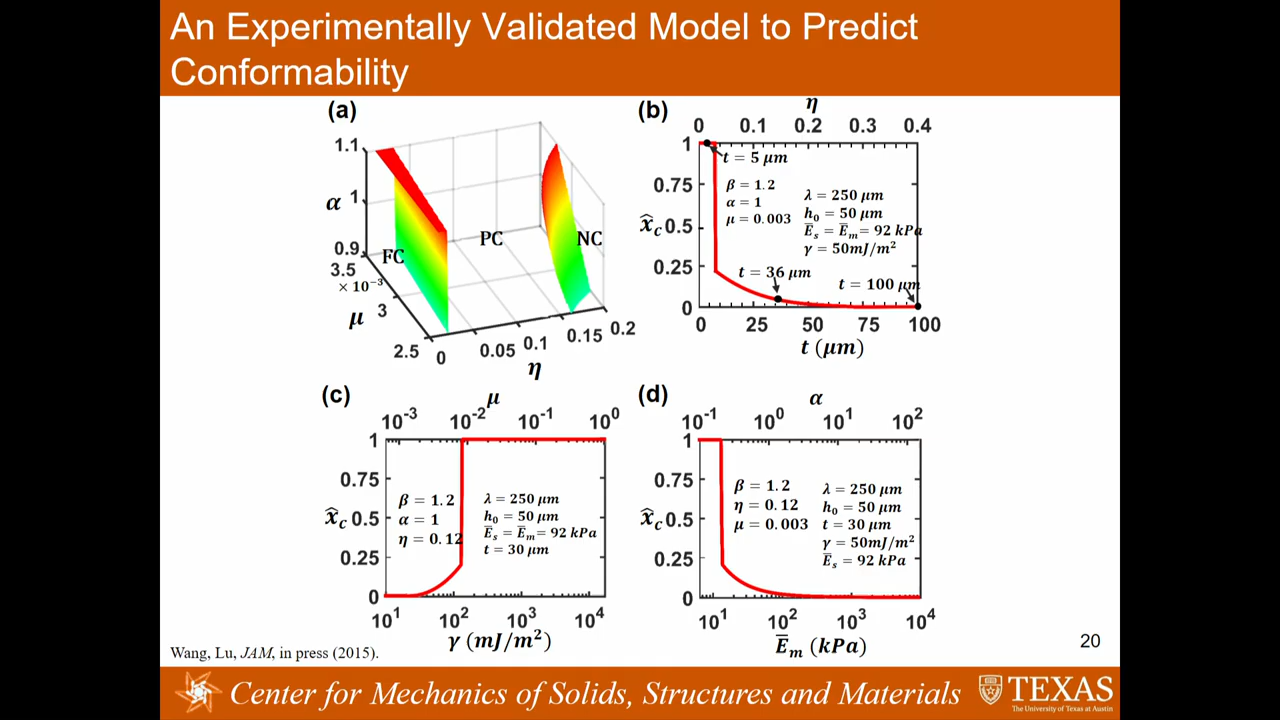 An Experimentally Validated Model to Predict
Conformability
(a)
1.1
α 1
0.9
FC
PC
NC
3.5
× 10⁻³
μ 3
2.5
0
0.05
0.1
0.15
0.2
η
(b)
η
0 0.1 0.2 0.3 0.4
1
0.75
x̂c 0.5
0.25
0
t = 5 μm
β = 1.2
α = 1
μ = 0.003
λ = 250 μm
h₀ = 50 μm
Ēs = Ēm = 92 kPa
γ = 50mJ/m²
t = 36 μm
t = 100 μm
0 25 50 75 100
t (μm)
(c)
μ
10⁻³ 10⁻² 10⁻¹ 10⁰
1
0.75
x̂c 0.5
0.25
0
β = 1.2
α = 1
η = 0.12
λ = 250 μm
h₀ = 50 μm
Ēs = Ēm = 92 kPa
t = 30 μm
10¹ 10² 10³ 10⁴
γ (mJ/m²)
(d)
α
10⁻¹ 10⁰ 10¹ 10²
1
0.75
x̂c 0.5
0.25
0
β = 1.2
η = 0.12
μ = 0.003
λ = 250 μm
h₀ = 50 μm
t = 30 μm
γ = 50mJ/m²
Ēs = 92 kPa
10¹ 10² 10³ 10⁴
Ēm (kPa)
Wang, Lu, JAM, in press (2015).
20
Center for Mechanics of Solids, Structures and Materials
TEXAS
The University of Texas at Austin